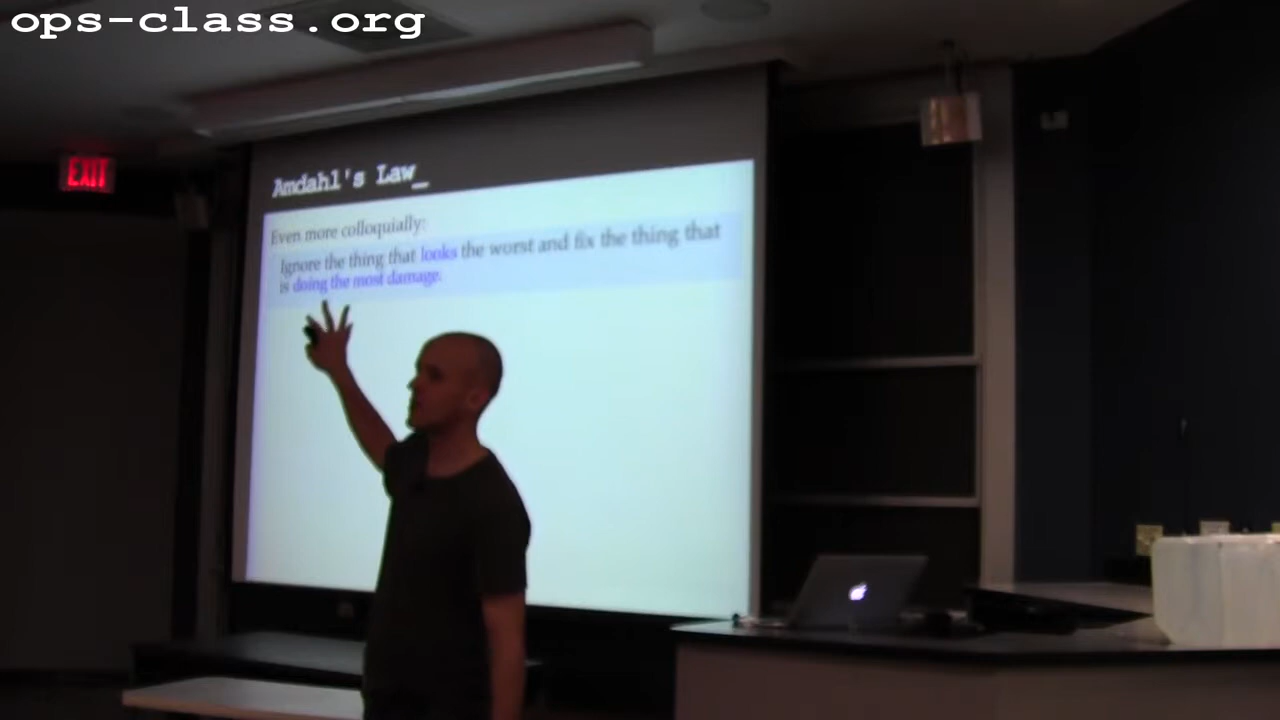 ops-class.org
EXIT
Amdahl's Law_
Even more colloquially:
Ignore the thing that looks the worst and fix the thing that
is doing the most damage.